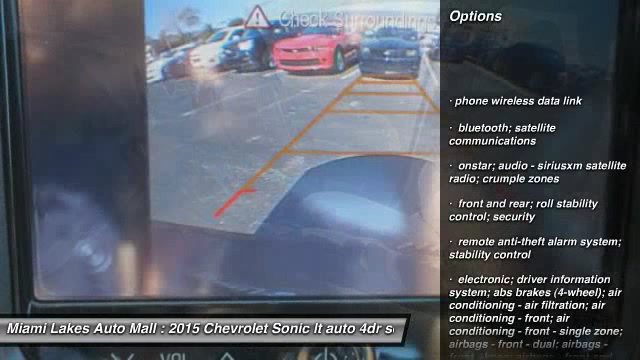 Check Surroundings
Options
· phone wireless data link
· bluetooth; satellite
communications
· onstar; audio - siriusxm satellite
radio; crumple zones
· front and rear; roll stability
control; security
· remote anti-theft alarm system;
stability control
· electronic; driver information
system; abs brakes (4-wheel); air
conditioning - air filtration; air
conditioning - front; air
conditioning - front - single zone;
airbags - front - dual; airbags -
Miami Lakes Auto Mall : 2015 Chevrolet Sonic lt auto 4dr s
VOL